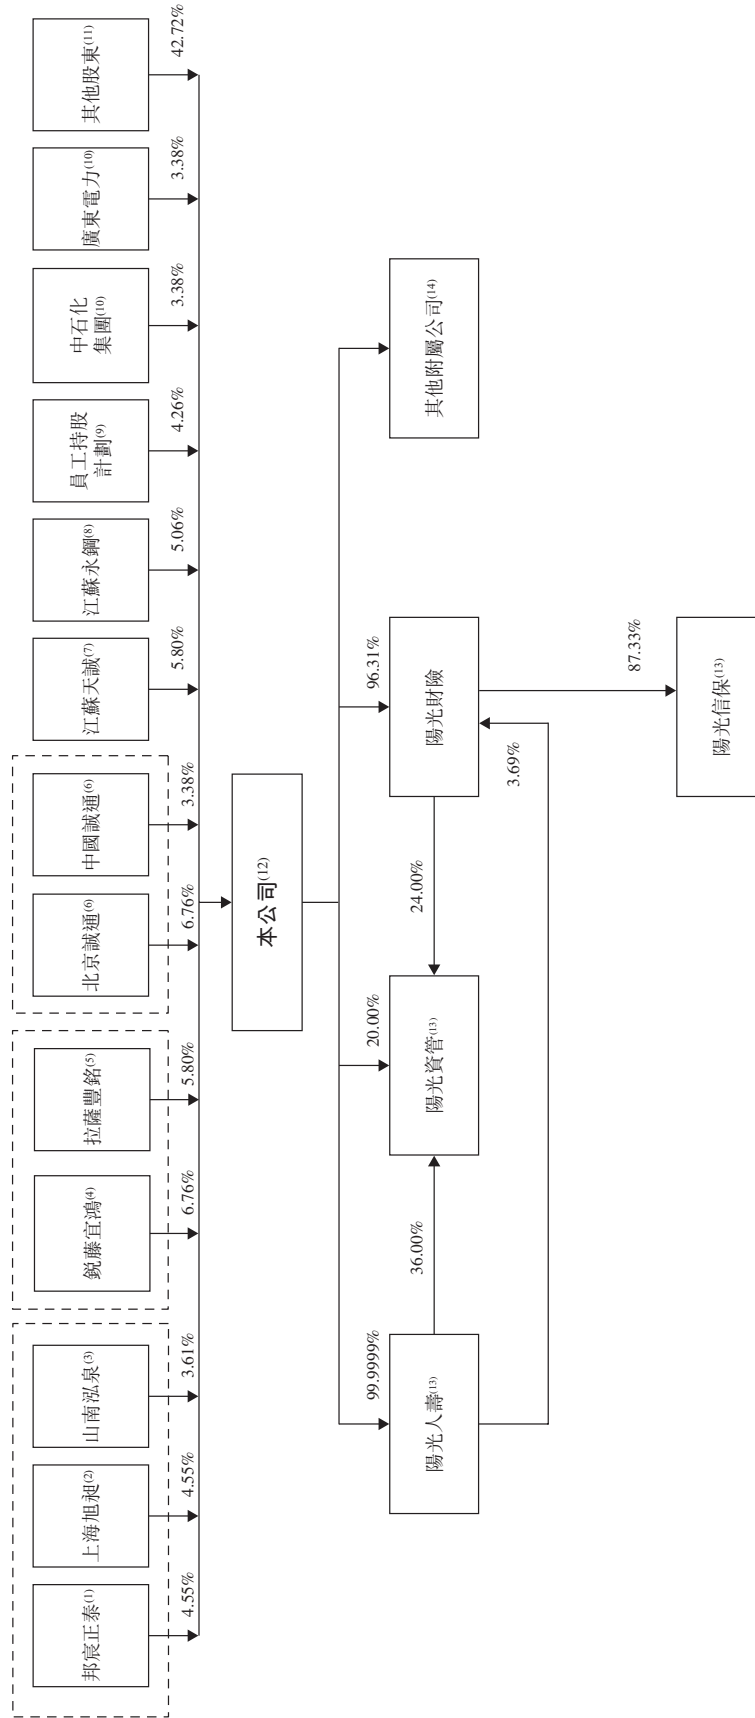 邦宸正泰(1)
上海旭昶(2)
山南泓泉(3)
銳藤宜鴻(4)
拉薩豐銘(5)
北京誠通(6)
中國誠通(6)
江蘇天誠(7)
江蘇永鋼(8)
員工持股
計劃(9)
中石化
集團(10)
廣東電力(10)
其他股東(11)
4.55%
4.55%
3.61%
6.76%
5.80%
6.76%
3.38%
5.80%
5.06%
4.26%
3.38%
3.38%
42.72%
本公司(12)
99.9999%
20.00%
96.31%
陽光人壽(13)
36.00%
陽光資管(13)
24.00%
陽光財險
其他附屬公司(14)
3.69%
87.33%
陽光信保(13)